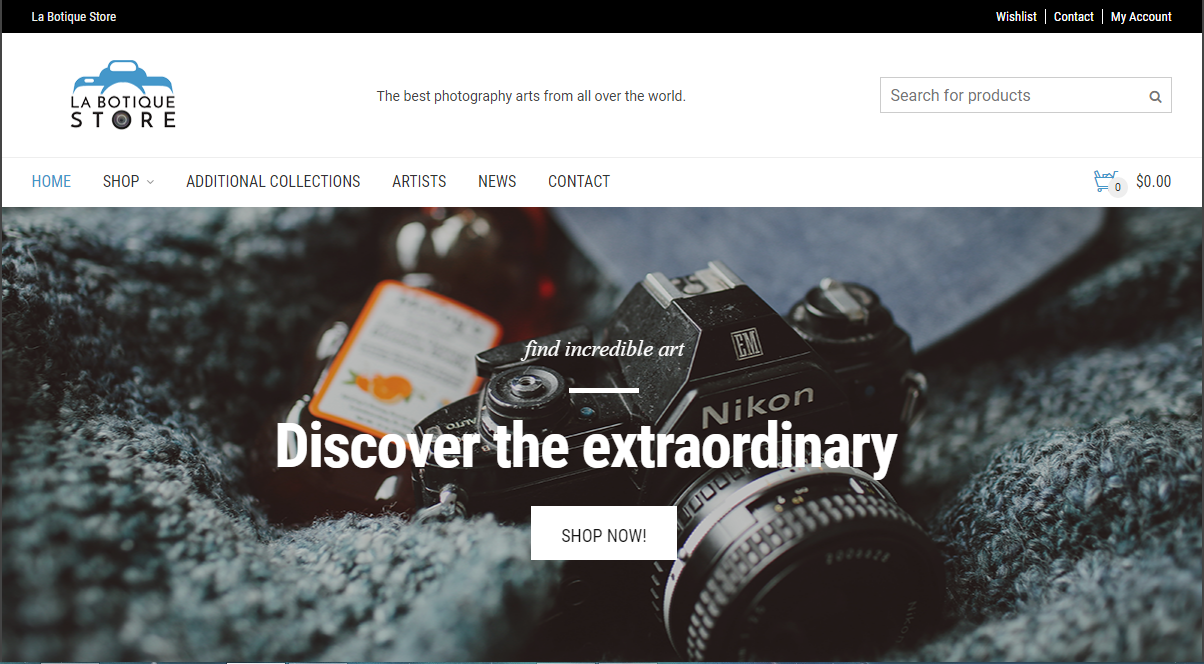 La Botique Store
Wishlist
Contact
My Account
LA BOTIQUE
STORE
The best photography arts from all over the world.
Search for products
HOME
SHOP
ADDITIONAL COLLECTIONS
ARTISTS
NEWS
CONTACT
0
$0.00
find incredible art
EM
Nikon
AUTO
Discover the extraordinary
SHOP NOW!
Nikon